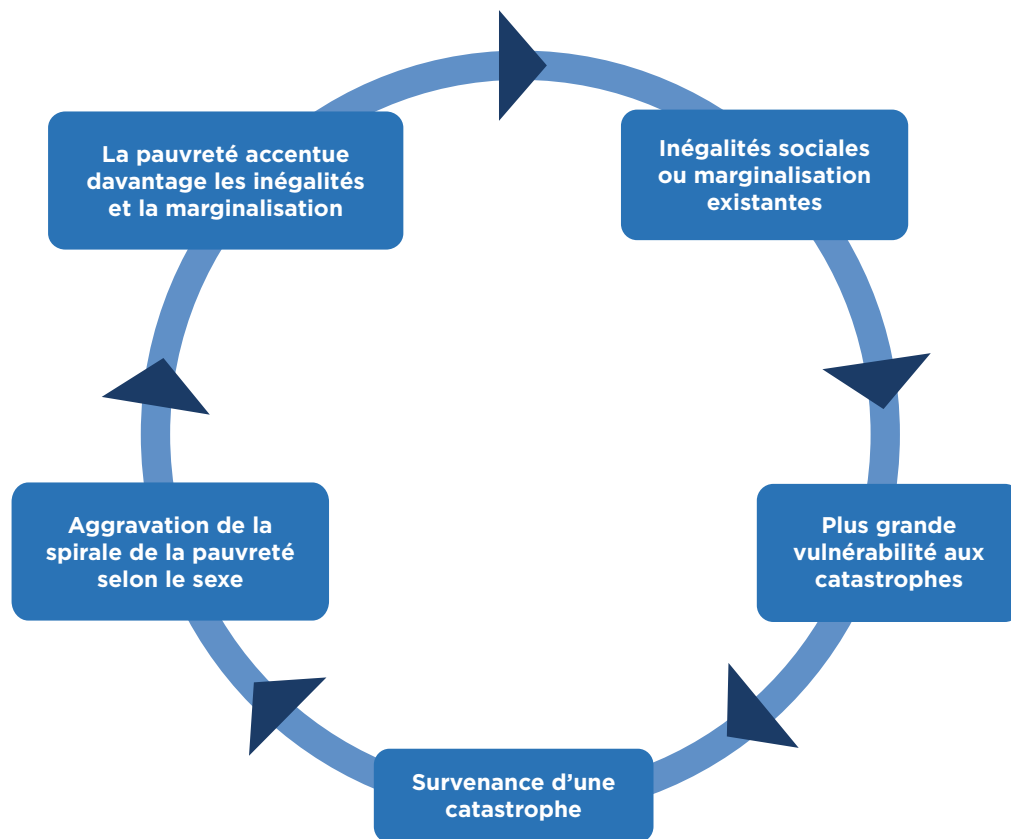 La pauvreté accentue
davantage les inégalités
et la marginalisation
Inégalités sociales
ou marginalisation
existantes
Aggravation de la
spirale de la pauvreté
selon le sexe
Plus grande
vulnérabilité aux
catastrophes
Survenance d’une
catastrophe